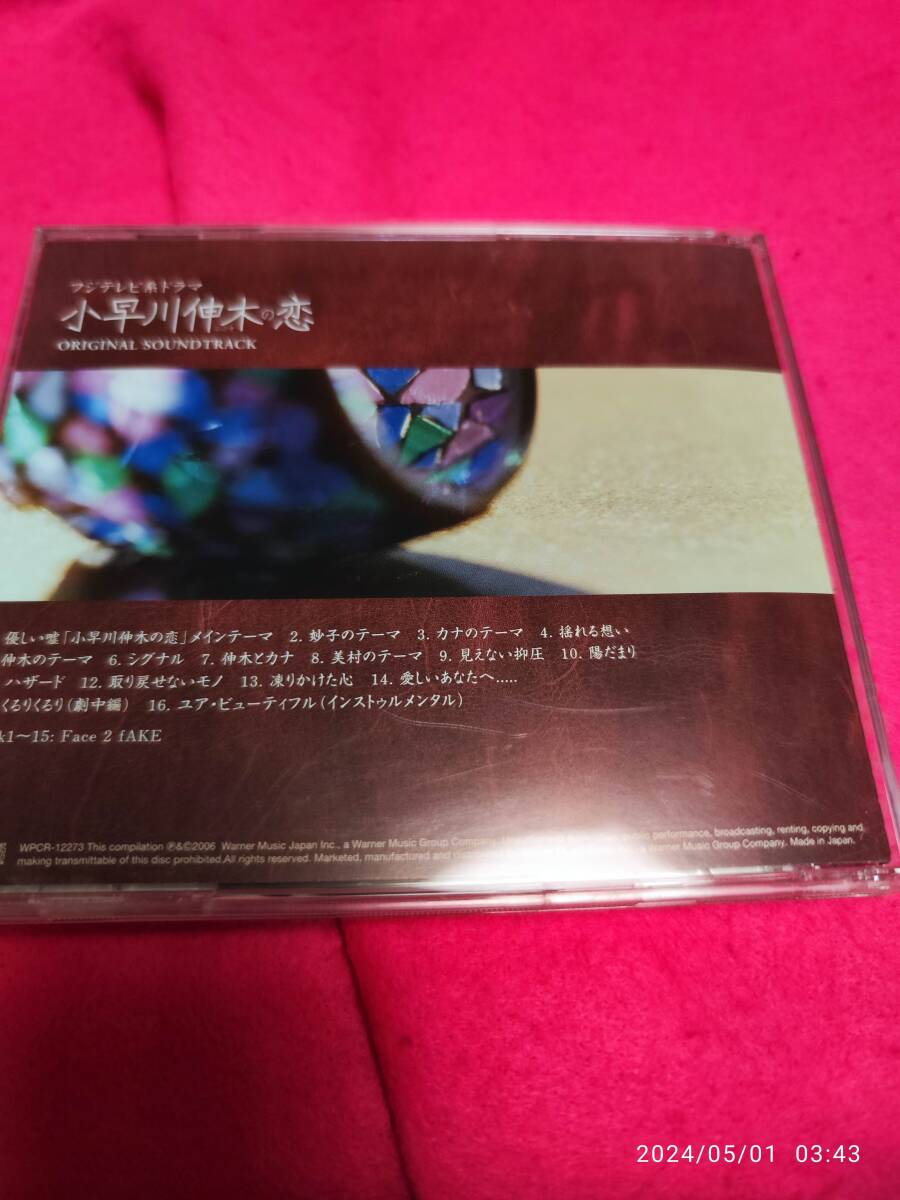 フジテレビ系ドラマ
小早川伸木の恋
ORIGINAL SOUNDTRACK
優しい嘘「小早川伸木の恋」メインテーマ 2. 妙子のテーマ 3. カナのテーマ 4. 揺れる想い
伸木のテーマ 6. シグナル 7. 伸木とカナ 8. 美村のテーマ 9. 見えない抑圧 10. 陽だまり
ハザード 12. 取り戻せないモノ 13. 凍りかけた心 14. 愛しいあなたへ.....
くるりくるり(劇中編) 16. ユア・ビューティフル(インストゥルメンタル)
k1〜15: Face 2 fAKE
WPCR-12273 This compilation ℗&©2006 Warner Music Japan Inc., a Warner Music Group Company. performance, broadcasting, renting, copying and
making transmittable of this disc prohibited. All rights reserved. Marketed, manufactured and Warner Music Group Company. Made in Japan.
2024/05/01 03:43